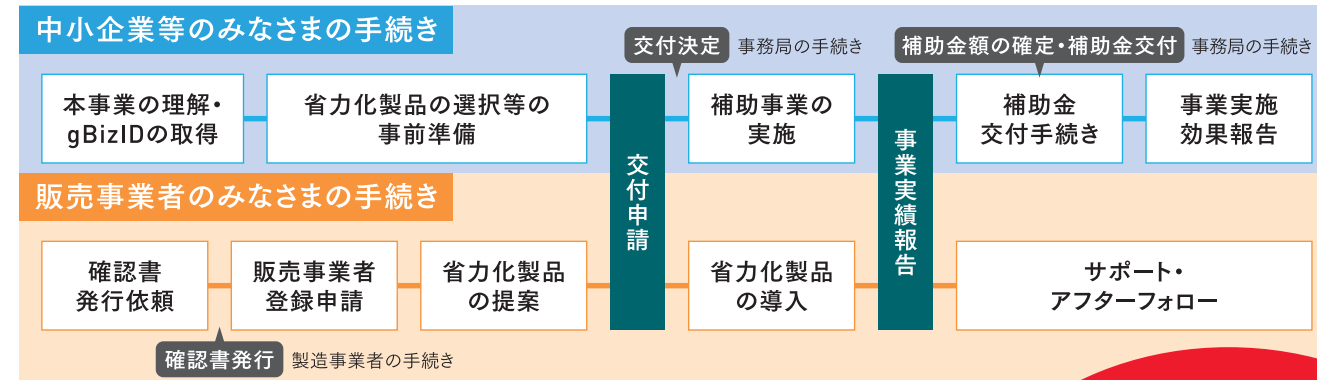 中小企業等のみなさまの手続き
交付決定 事務局の手続き
補助金額の確定・補助金交付 事務局の手続き
本事業の理解・
gBizIDの取得
省力化製品の選択等の
事前準備
交付申請
補助事業の
実施
事業実績報告
補助金
交付手続き
事業実施
効果報告
販売事業者のみなさまの手続き
確認書
発行依頼
販売事業者
登録申請
省力化製品
の提案
省力化製品
の導入
サポート・
アフターフォロー
確認書発行 製造事業者の手続き